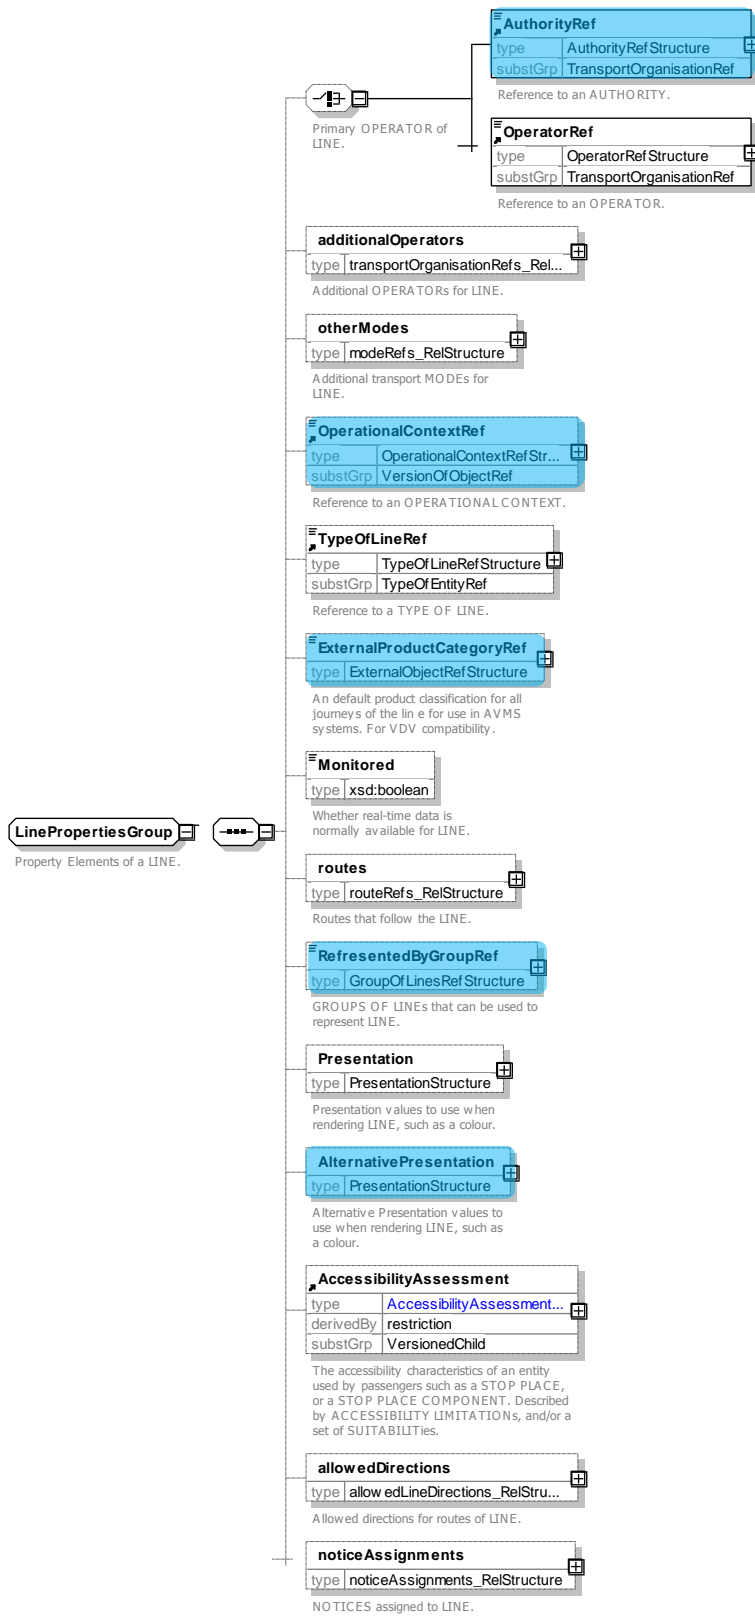 AuthorityRef
type AuthorityRefStructure
substGrp TransportOrganisationRef
Reference to an AUTHORITY.
Primary OPERATOR of
LINE.
OperatorRef
type OperatorRefStructure
substGrp TransportOrganisationRef
Reference to an OPERATOR.
additionalOperators
type transportOrganisationRefs_Rel...
Additional OPERATORs for LINE.
otherModes
type modeRefs_RelStructure
Additional transport MODEs for
LINE.
OperationalContextRef
type OperationalContextRefStr...
substGrp VersionOfObjectRef
Reference to an OPERATIONAL CONTEXT.
TypeOfLineRef
type TypeOfLineRefStructure
substGrp TypeOfEntityRef
Reference to a TYPE OF LINE.
ExternalProductCategoryRef
type ExternalObjectRefStructure
An default product classification for all
journeys of the lin e for use in AVMS
systems. For VDV compatibility.
Monitored
type xsd:boolean
Whether real-time data is
normally available for LINE.
LinePropertiesGroup
Property Elements of a LINE.
routes
type routeRefs_RelStructure
Routes that follow the LINE.
RefresentedByGroupRef
type GroupOfLinesRefStructure
GROUPS OF LINEs that can be used to
represent LINE.
Presentation
type PresentationStructure
Presentation values to use when
rendering LINE, such as a colour.
AlternativePresentation
type PresentationStructure
Alternative Presentation values to
use when rendering LINE, such as
a colour.
AccessibilityAssessment
type AccessibilityAssessment...
derivedBy restriction
substGrp VersionedChild
The accessibility characteristics of an entity
used by passengers such as a STOP PLACE,
or a STOP PLACE COMPONENT. Described
by ACCESSIBILITY LIMITATIONs, and/or a
set of SUITABILITies.
allowedDirections
type allowedLineDirections_RelStru...
Allowed directions for routes of LINE.
noticeAssignments
type noticeAssignments_RelStructure
NOTICES assigned to LINE.